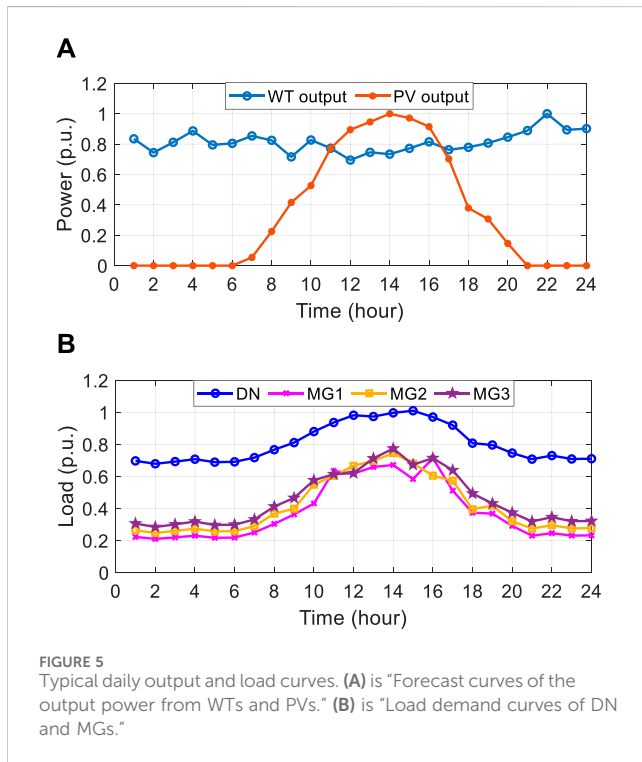 A
1.2
WT output PV output
1
0.8
0.6
0.4
0.2
0
Power (p.u.)
0 2 4 6 8 10 12 14 16 18 20 22 24
Time (hour)
B
1.2
DN MG1 MG2 MG3
1
0.8
0.6
0.4
0.2
0
Load (p.u.)
0 2 4 6 8 10 12 14 16 18 20 22 24
Time (hour)
FIGURE 5
Typical daily output and load curves. (A) is “Forecast curves of the
output power from WTs and PVs.” (B) is “Load demand curves of DN
and MGs.”